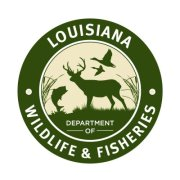 LOUISIANA
DEPARTMENT
OF
WILDLIFE & FISHERIES